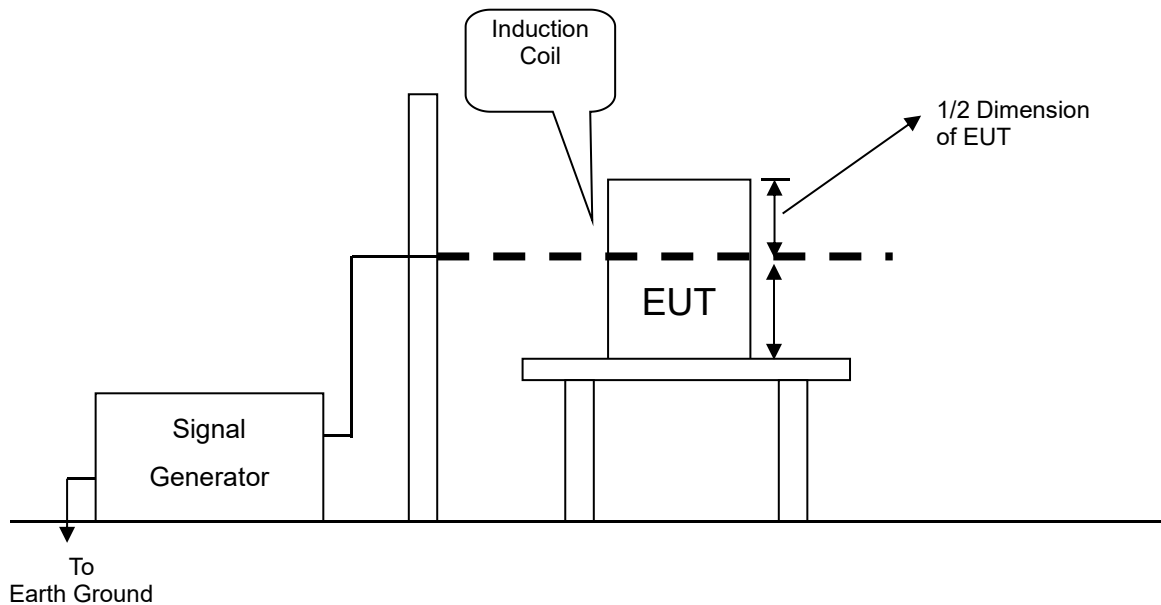 Induction
Coil
1/2 Dimension
of EUT
EUT
Signal
Generator
To
Earth Ground